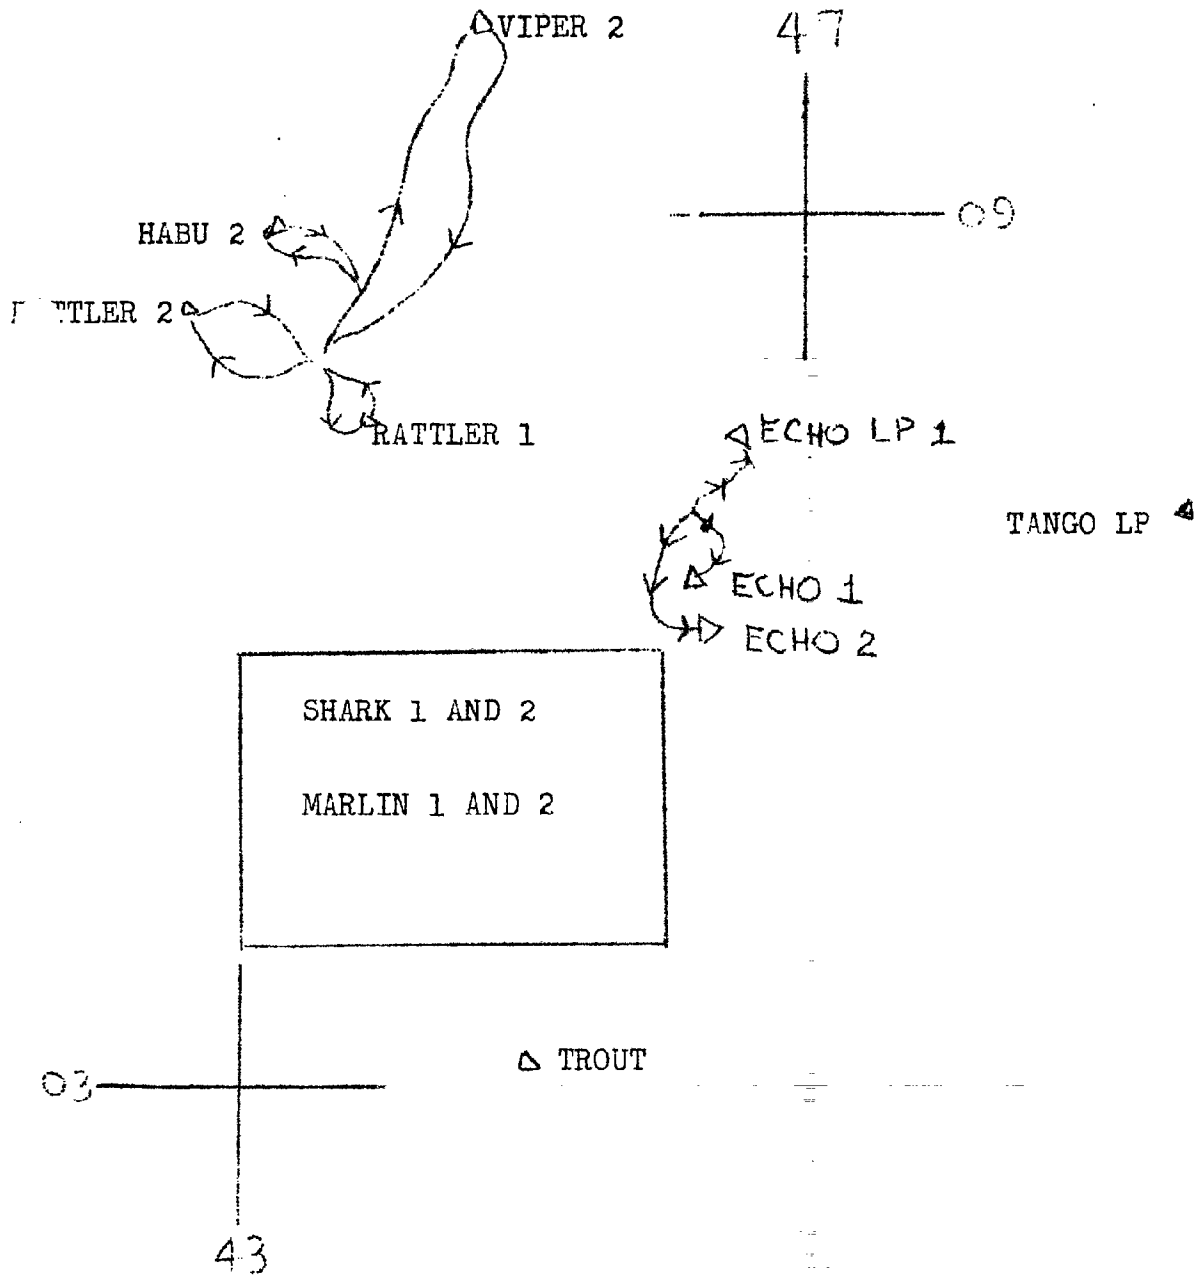 VIPER 2
47
09
HABU 2
TLER 2
RATTLER 1
ECHO LP 1
TANGO LP
ECHO 1
ECHO 2
SHARK 1 AND 2
MARLIN 1 AND 2
TROUT
03
43